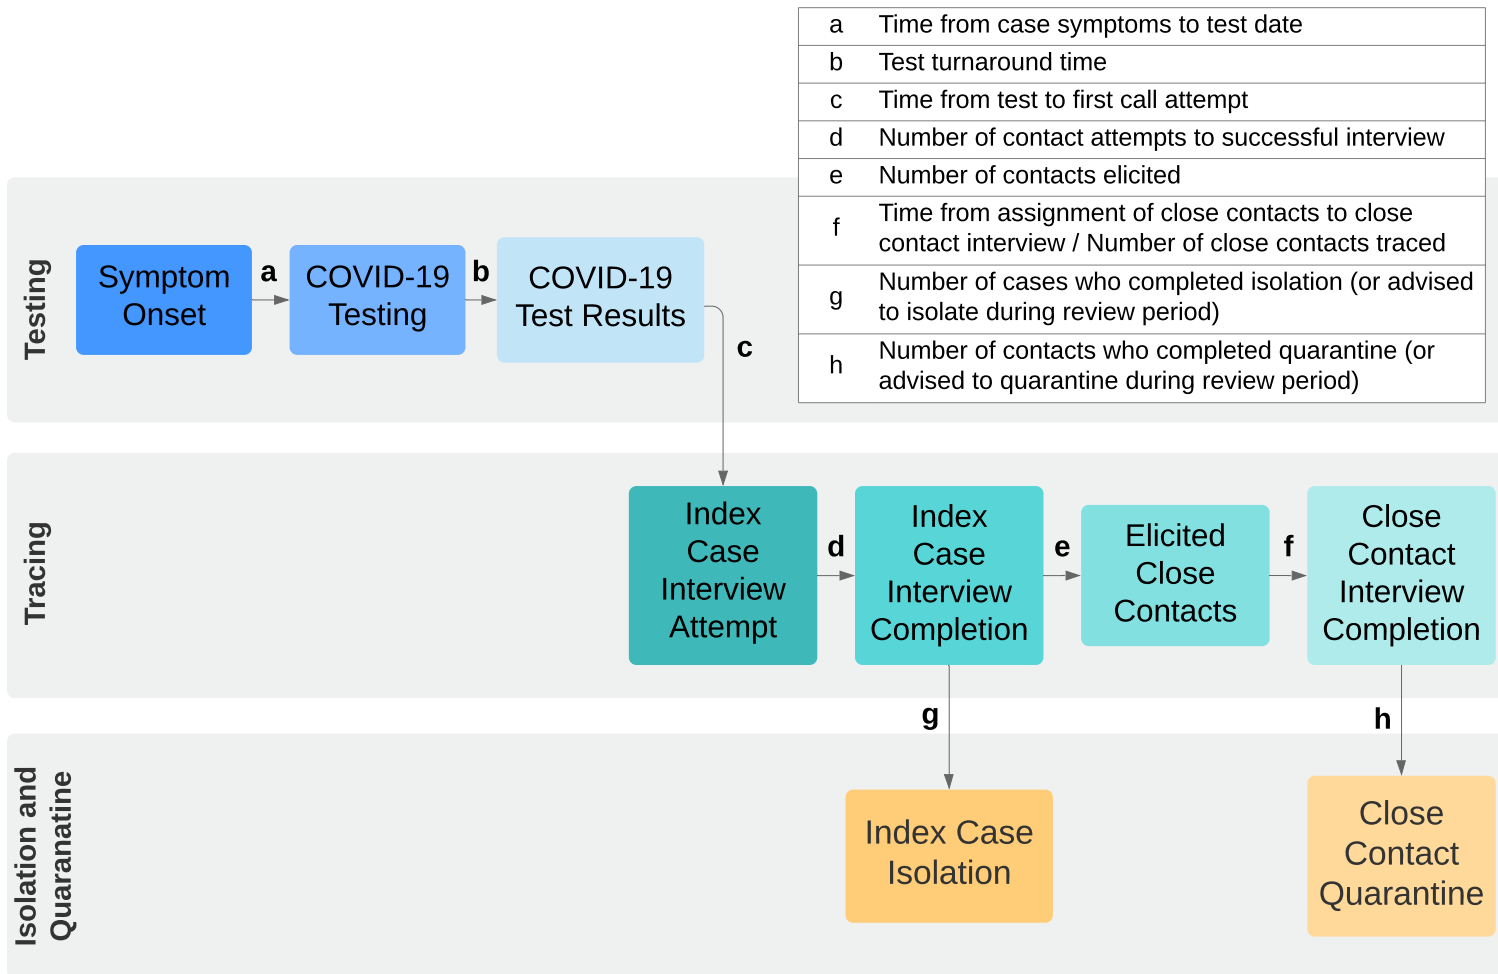 a Time from case symptoms to test date
b Test turnaround time
c Time from test to first call attempt
d Number of contact attempts to successful interview
e Number of contacts elicited
f Time from assignment of close contacts to close
contact interview / Number of close contacts traced
g Number of cases who completed isolation (or advised
to isolate during review period)
h Number of contacts who completed quarantine (or
advised to quarantine during review period)
Testing
Symptom
Onset
a
COVID-19
Testing
b
COVID-19
Test Results
c
Tracing
Index
Case
Interview
Attempt
d
Index
Case
Interview
Completion
e
Elicited
Close
Contacts
f
Close
Contact
Interview
Completion
g
h
Isolation and
Quaranatine
Index Case
Isolation
Close
Contact
Quarantine